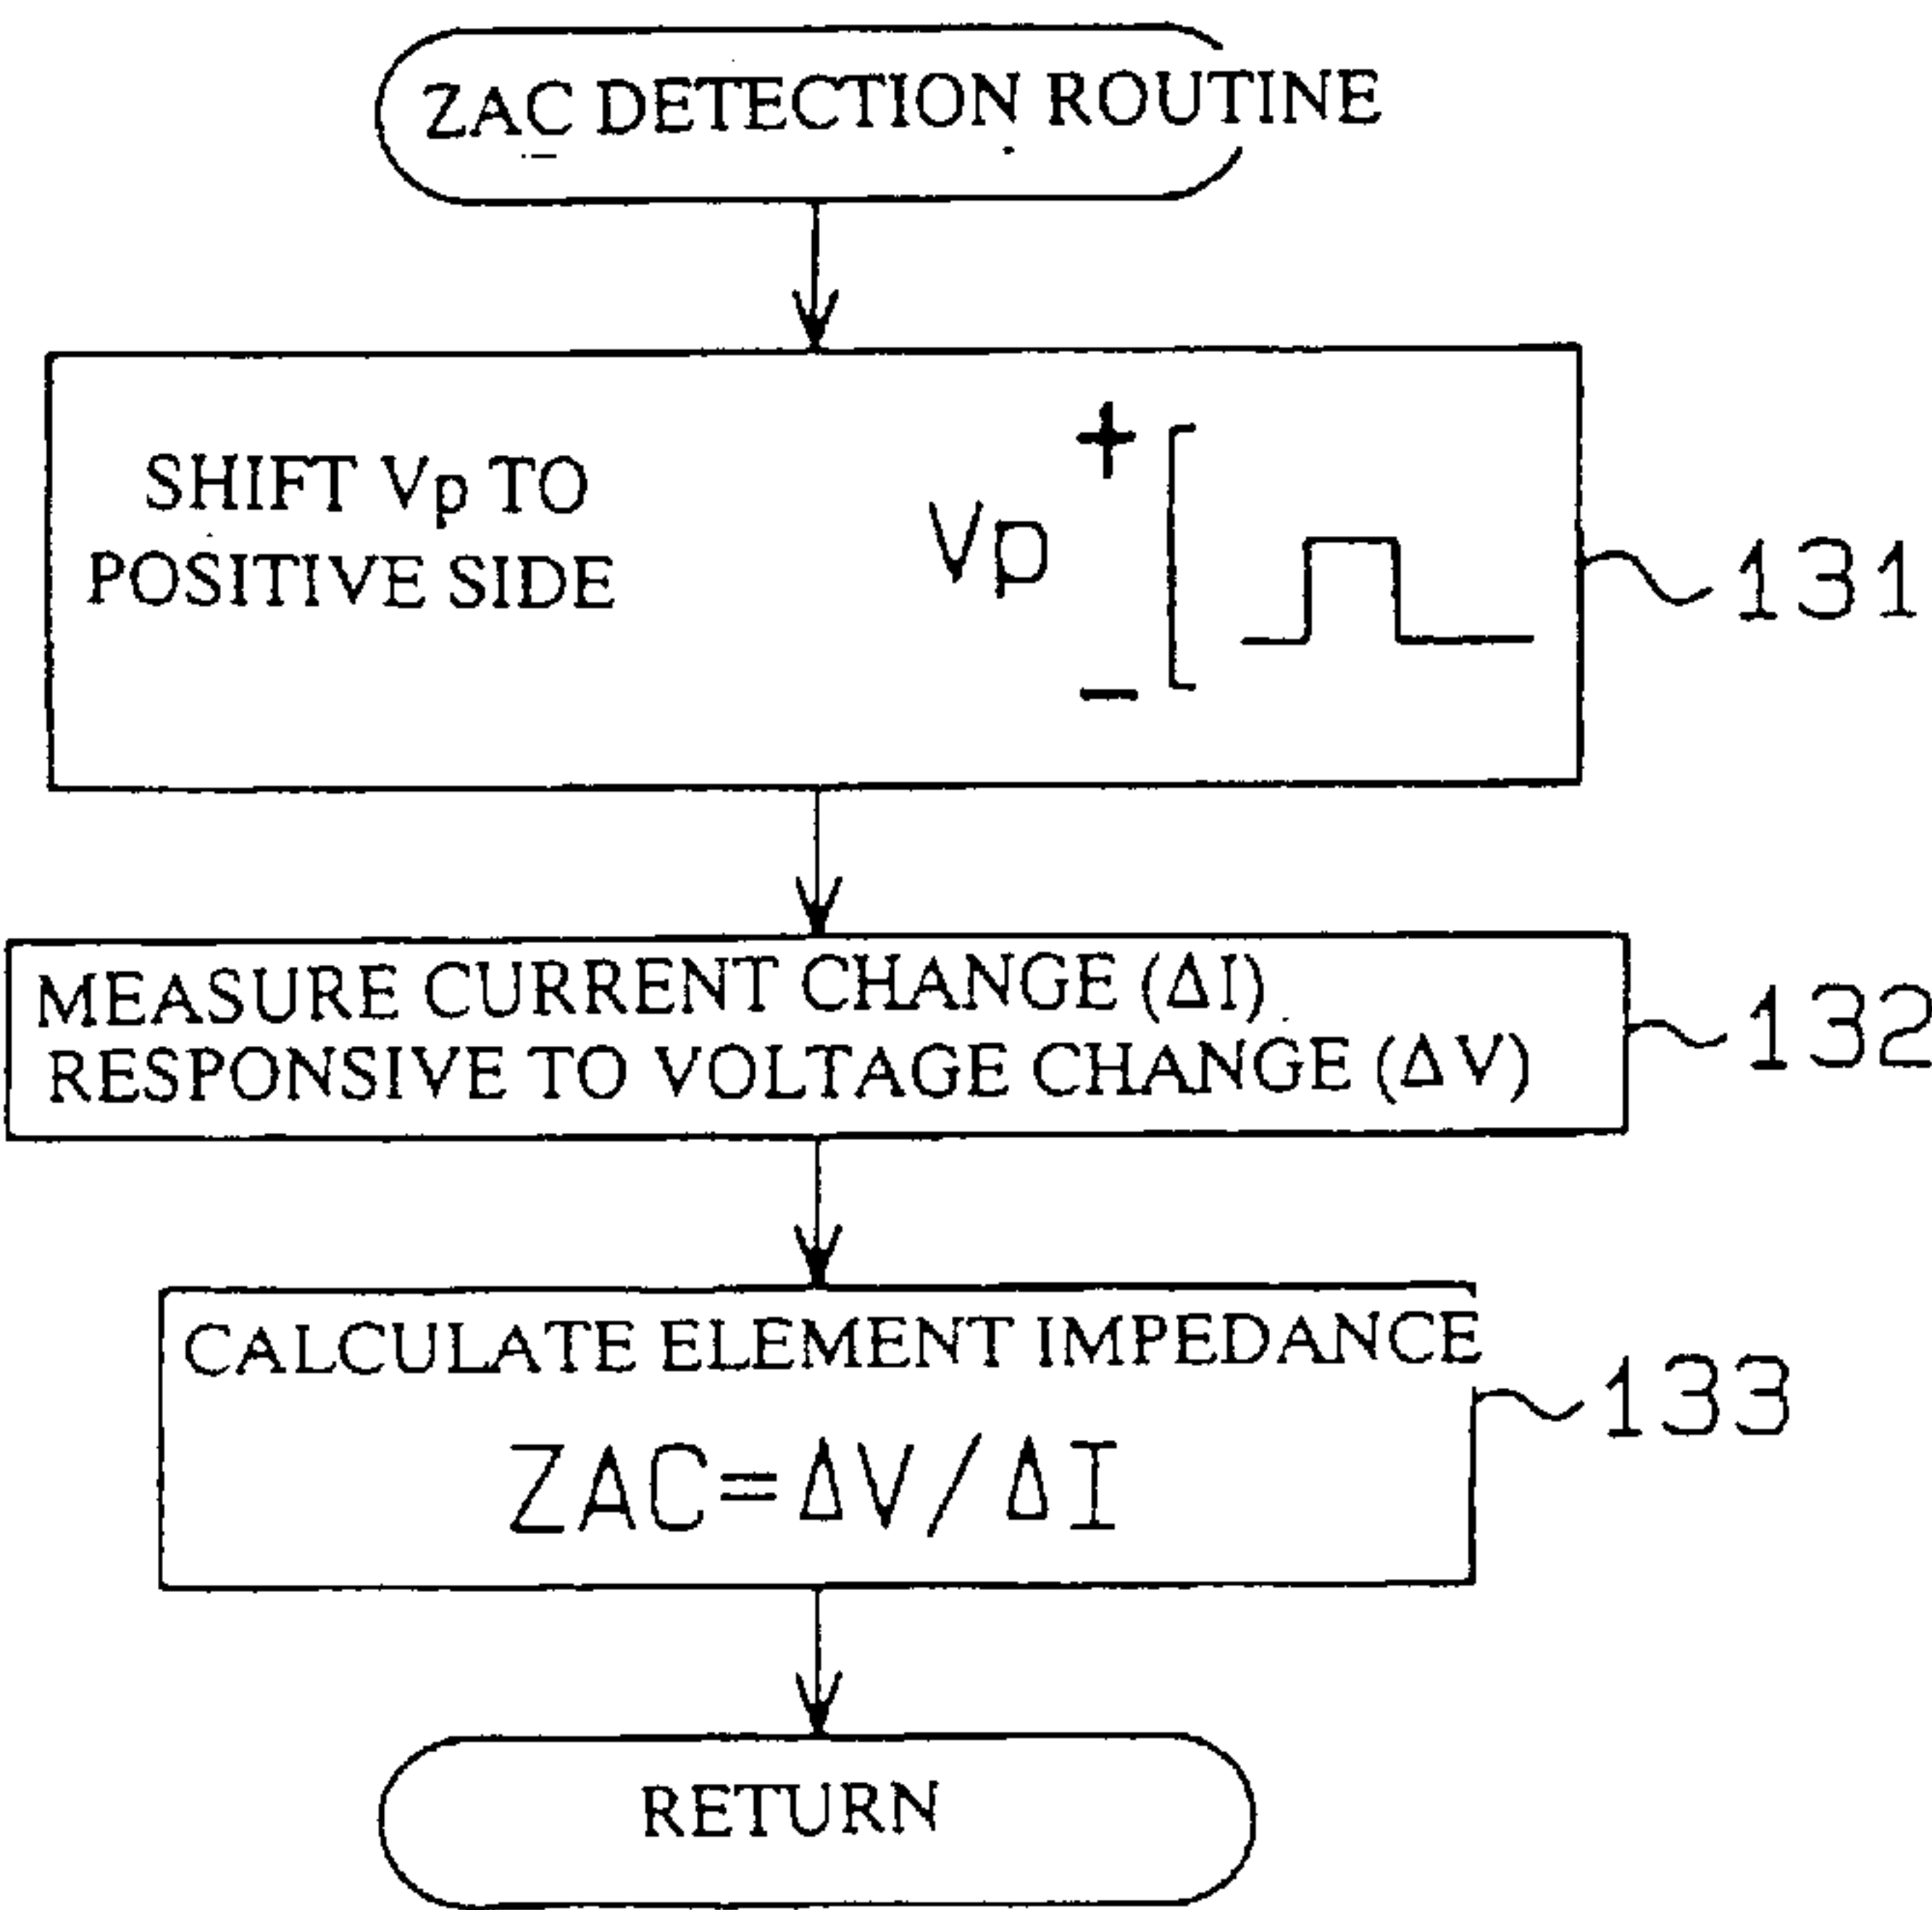 ZAC DETECTION ROUTINE
SHIFT Vp TO
POSITIVE SIDE
+
Vp
−
131
MEASURE CURRENT CHANGE (ΔI)
RESPONSIVE TO VOLTAGE CHANGE (ΔV)
132
CALCULATE ELEMENT IMPEDANCE
ZAC=ΔV/ΔI
133
RETURN